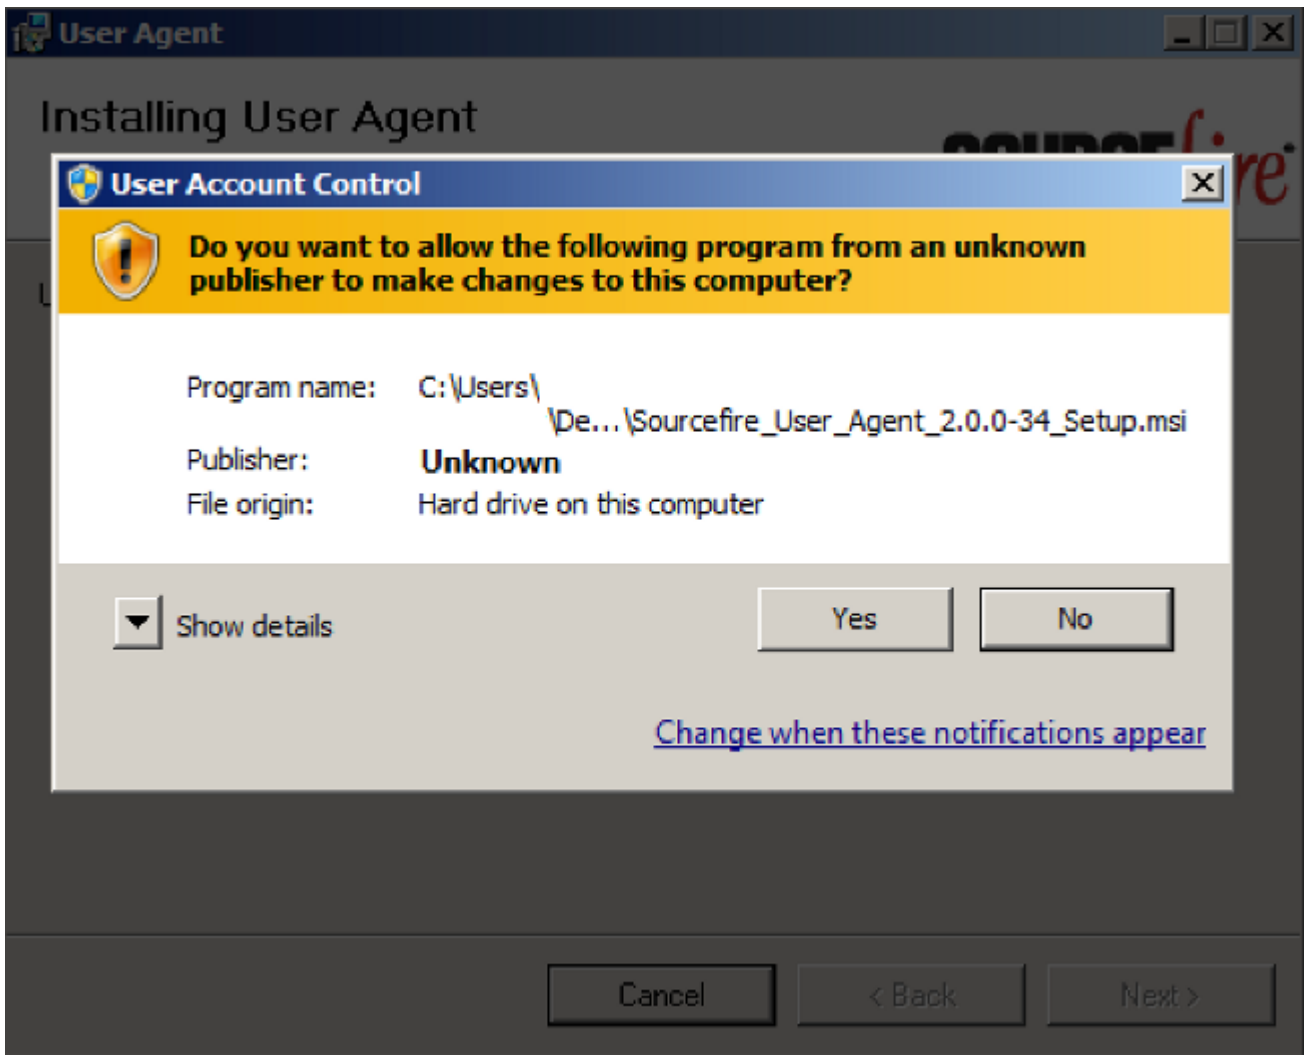 User Agent
Installing User Agent
SOURCEfire
User Account Control
Do you want to allow the following program from an unknown
publisher to make changes to this computer?
Program name: C:\Users\
\De...\Sourcefire_User_Agent_2.0.0-34_Setup.msi
Publisher: Unknown
File origin: Hard drive on this computer
Show details
Yes No
Change when these notifications appear
Cancel < Back Next >